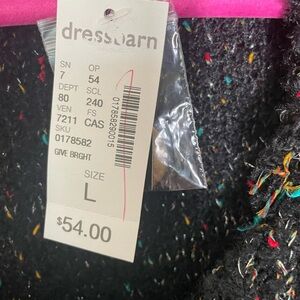 dressbarn
SN OP
7 54
DEPT SCL
80 240
VEN FS
7211 CAS
SKU
0178582
GIVE BRGHT
SIZE
L
$54.00